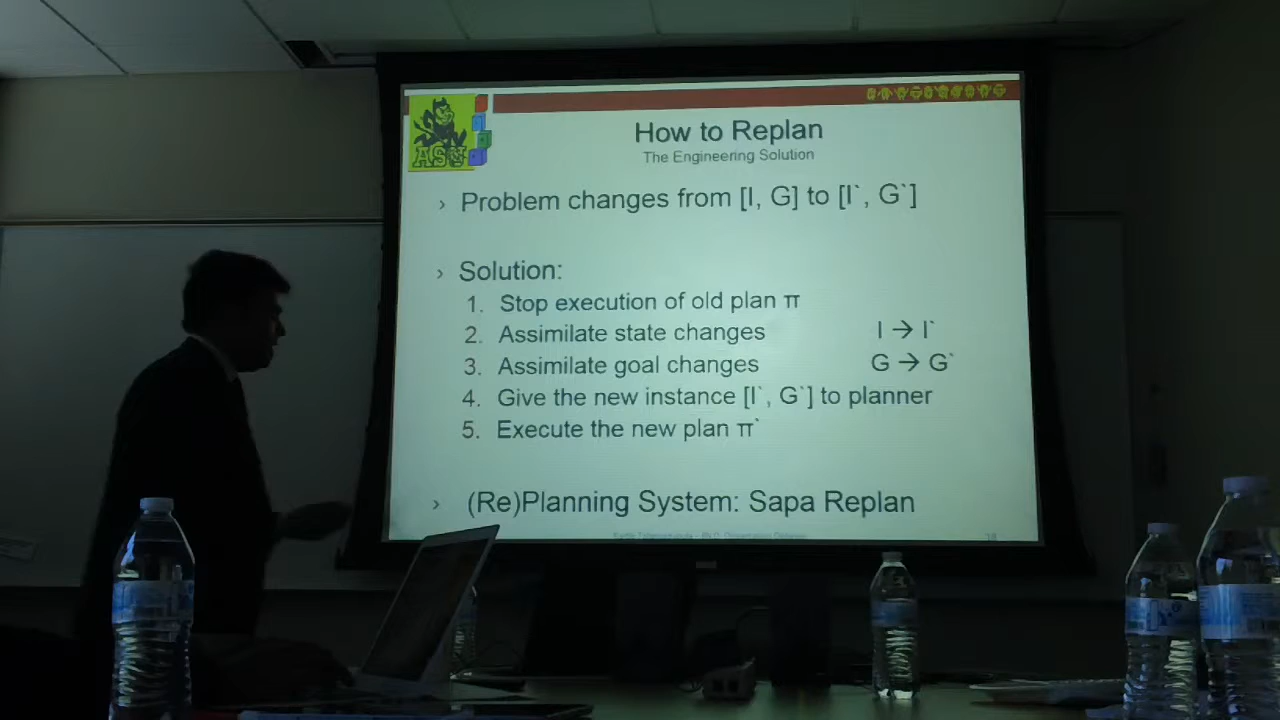 ASU
How to Replan
The Engineering Solution
› Problem changes from [I, G] to [I`, G`]
› Solution:
1. Stop execution of old plan π
2. Assimilate state changes I → I`
3. Assimilate goal changes G → G`
4. Give the new instance [I`, G`] to planner
5. Execute the new plan π`
› (Re)Planning System: Sapa Replan